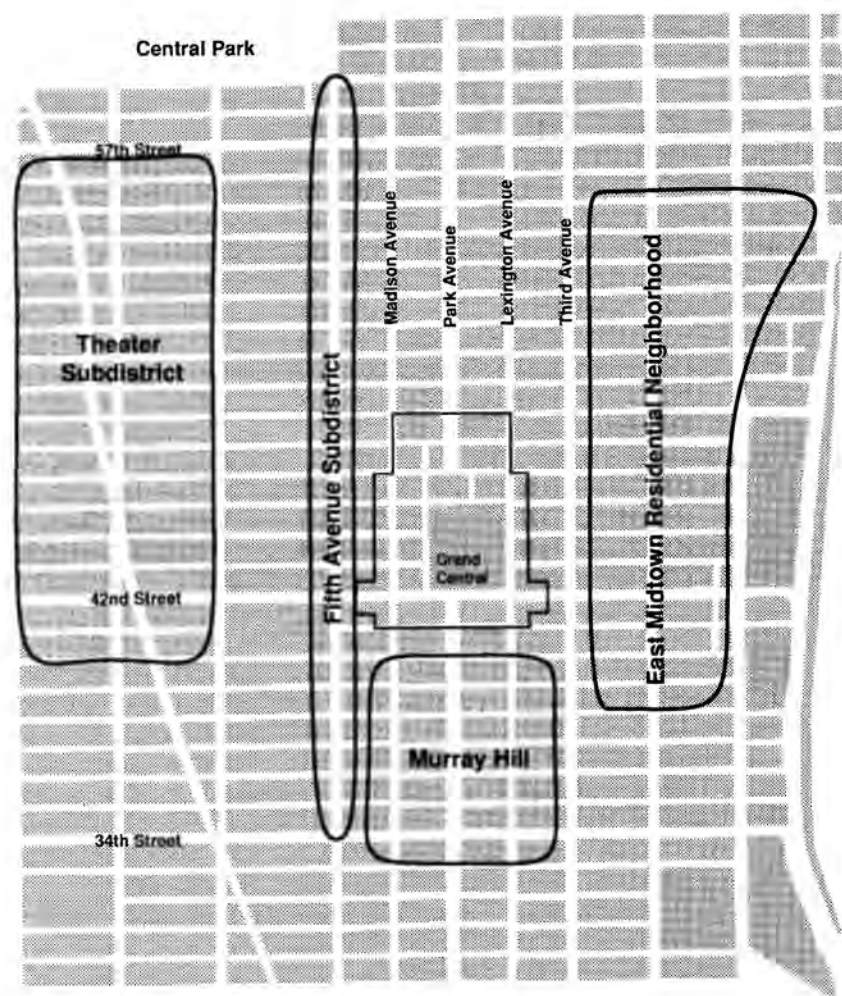 Central Park
57th Street
Madison Avenue
Park Avenue
Lexington Avenue
Third Avenue
Theater
Subdistrict
Fifth Avenue Subdistrict
East Midtown Residential Neighborhood
Grand
Central
42nd Street
Murray Hill
34th Street